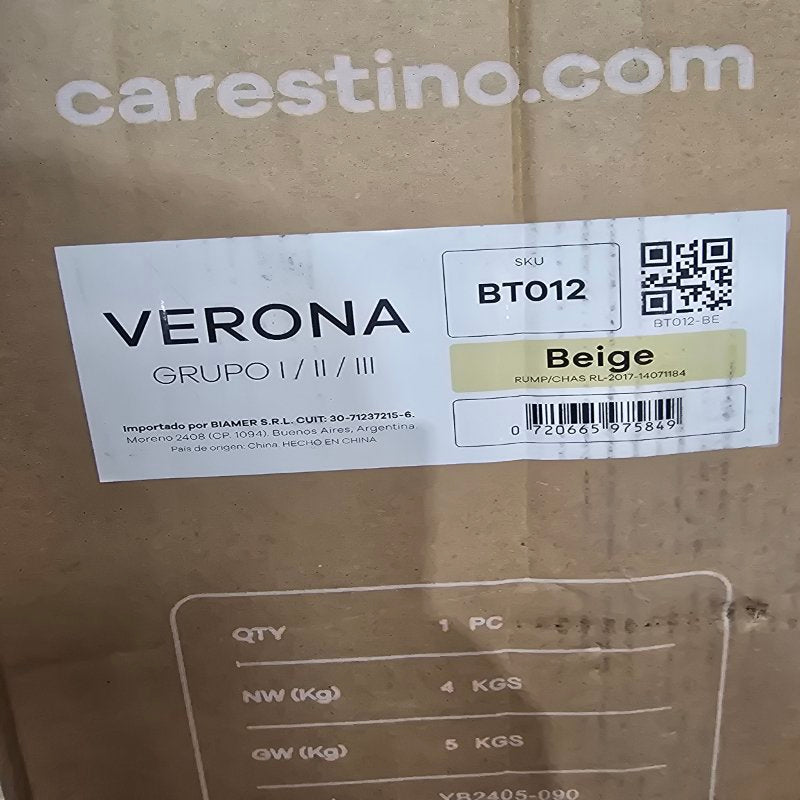 carestino.com
VERONA
GRUPO I / II / III
Importado por BIAMER S.R.L. CUIT: 30-71237215-6.
Moreno 2408 (CP. 1094). Buenos Aires, Argentina.
País de origen: China. HECHO EN CHINA
SKU
BT012
BT012-BE
Beige
RUMP/CHAS RL-2017-14071184
0 720665 975849
QTY 1 PC
NW (Kg) 4 KGS
GW (Kg) 5 KGS
YB2405-090